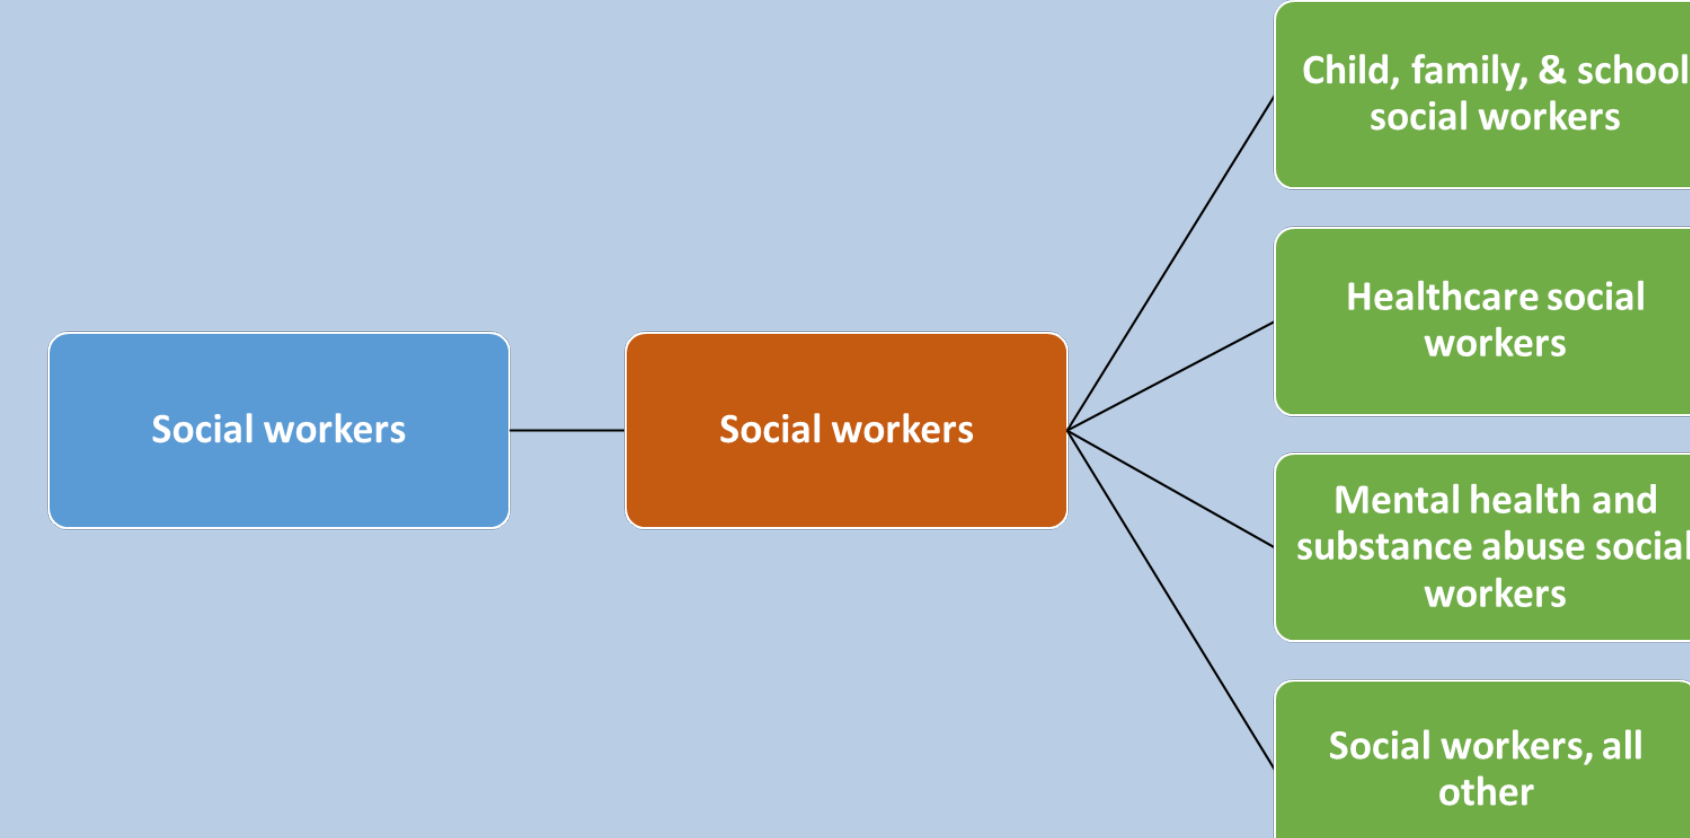 Social workers
Social workers
Child, family, & school
social workers
Healthcare social
workers
Mental health and
substance abuse social
workers
Social workers, all
other